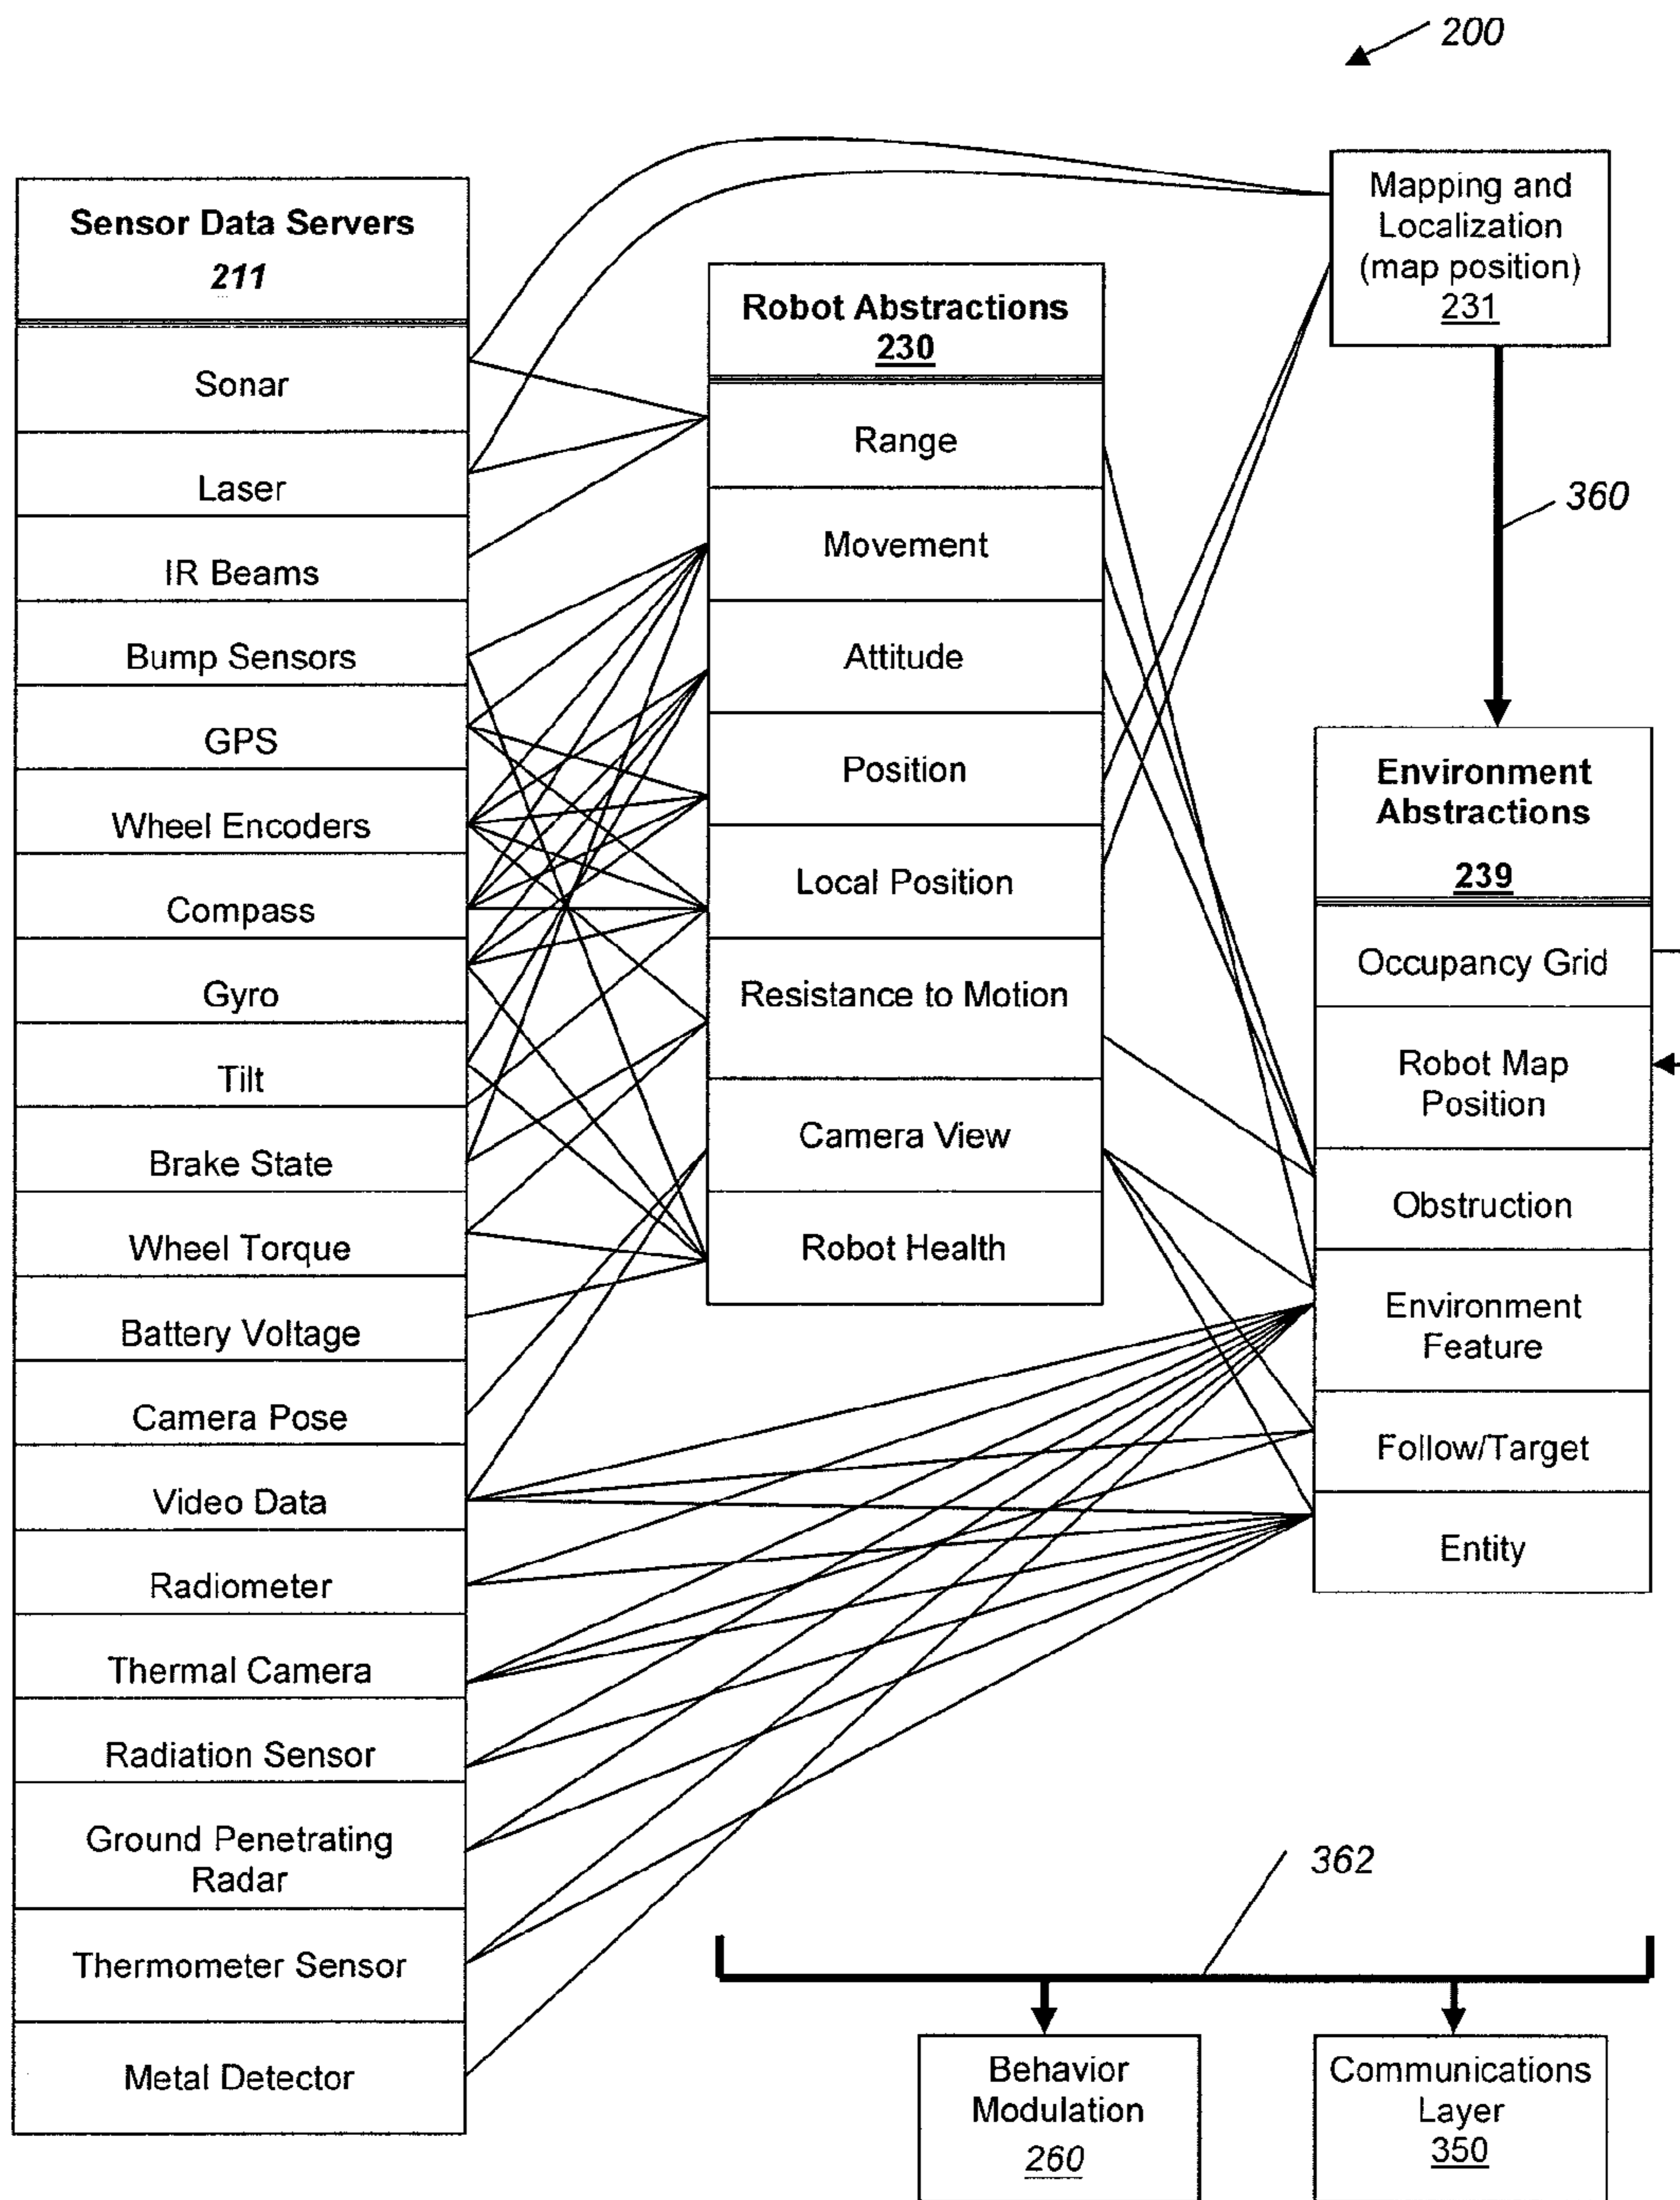 200
Sensor Data Servers
211
Sonar
Laser
IR Beams
Bump Sensors
GPS
Wheel Encoders
Compass
Gyro
Tilt
Brake State
Wheel Torque
Battery Voltage
Camera Pose
Video Data
Radiometer
Thermal Camera
Radiation Sensor
Ground Penetrating
Radar
Thermometer Sensor
Metal Detector
Robot Abstractions
230
Range
Movement
Attitude
Position
Local Position
Resistance to Motion
Camera View
Robot Health
Mapping and
Localization
(map position)
231
360
Environment
Abstractions
239
Occupancy Grid
Robot Map
Position
Obstruction
Environment
Feature
Follow/Target
Entity
362
Behavior
Modulation
260
Communications
Layer
350